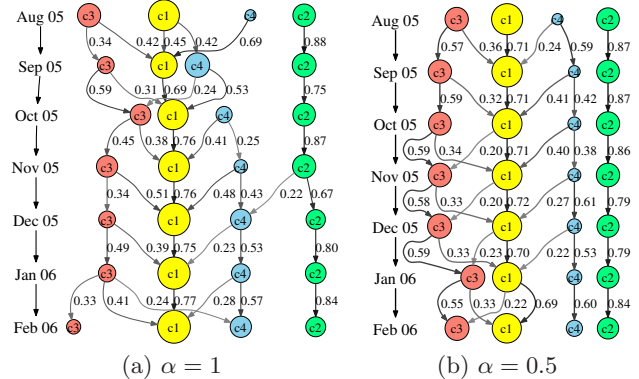 Aug 05 c3 c1 c4 c2 Aug 05 c3 c1 c4 c2
0.34 0.42 0.45 0.42 0.69 0.88 0.57 0.36 0.71 0.24 0.59 0.87
Sep 05 c3 c1 c4 c2 Sep 05 c3 c1 c4 c2
0.59 0.31 0.69 0.24 0.53 0.75 0.59 0.32 0.71 0.41 0.42 0.87
Oct 05 c3 c1 c2 Oct 05 c3 c1 c4 c2
0.45 0.38 0.76 0.41 0.25 0.87 0.59 0.34 0.20 0.71 0.40 0.38 0.86
c4
Nov 05 c3 c1 c4 c2 Nov 05 c3 c1 c4 c2
0.34 0.51 0.76 0.48 0.43 0.22 0.67 0.58 0.33 0.20 0.72 0.27 0.61 0.79
Dec 05 c3 c1 c4 c2 Dec 05 c3 c1 c4 c2
0.49 0.39 0.75 0.23 0.53 0.80 0.59 0.33 0.23 0.70 0.22 0.53 0.79
Jan 06 c3 c1 c4 c2 Jan 06 c3 c1 c4 c2
0.33 0.41 0.24 0.77 0.28 0.57 0.84 0.55 0.33 0.22 0.69 0.60 0.84
Feb 06 c3 c1 c4 c2 Feb 06 c3 c1 c4 c2
(a) α = 1 (b) α = 0.5